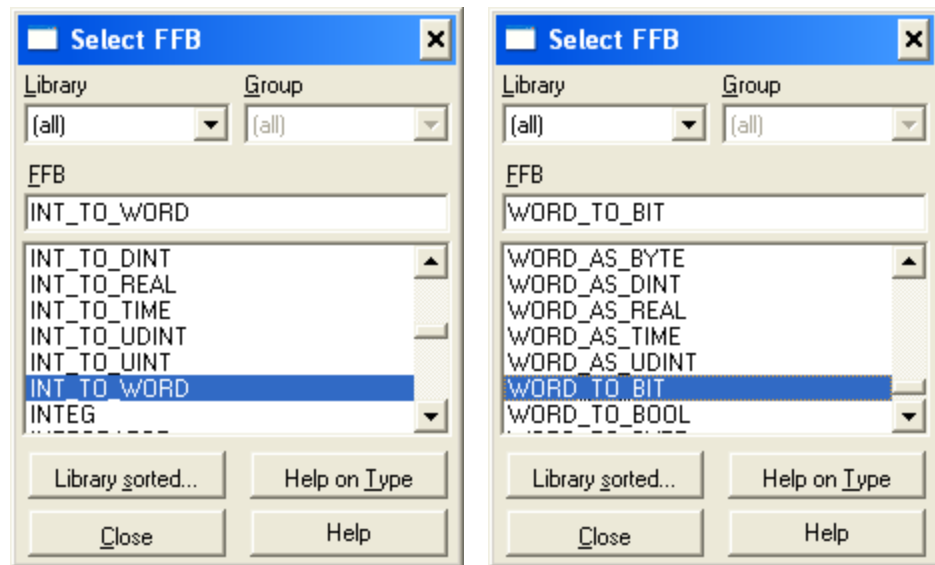 Select FFB
Library Group
(all) (all)
FFB
INT_TO_WORD
INT_TO_DINT
INT_TO_REAL
INT_TO_TIME
INT_TO_UDINT
INT_TO_UINT
INT_TO_WORD
INTEG
Library sorted... Help on Type
Close Help
Select FFB
Library Group
(all) (all)
FFB
WORD_TO_BIT
WORD_AS_BYTE
WORD_AS_DINT
WORD_AS_REAL
WORD_AS_TIME
WORD_AS_UDINT
WORD_TO_BIT
WORD_TO_BOOL
Library sorted... Help on Type
Close Help